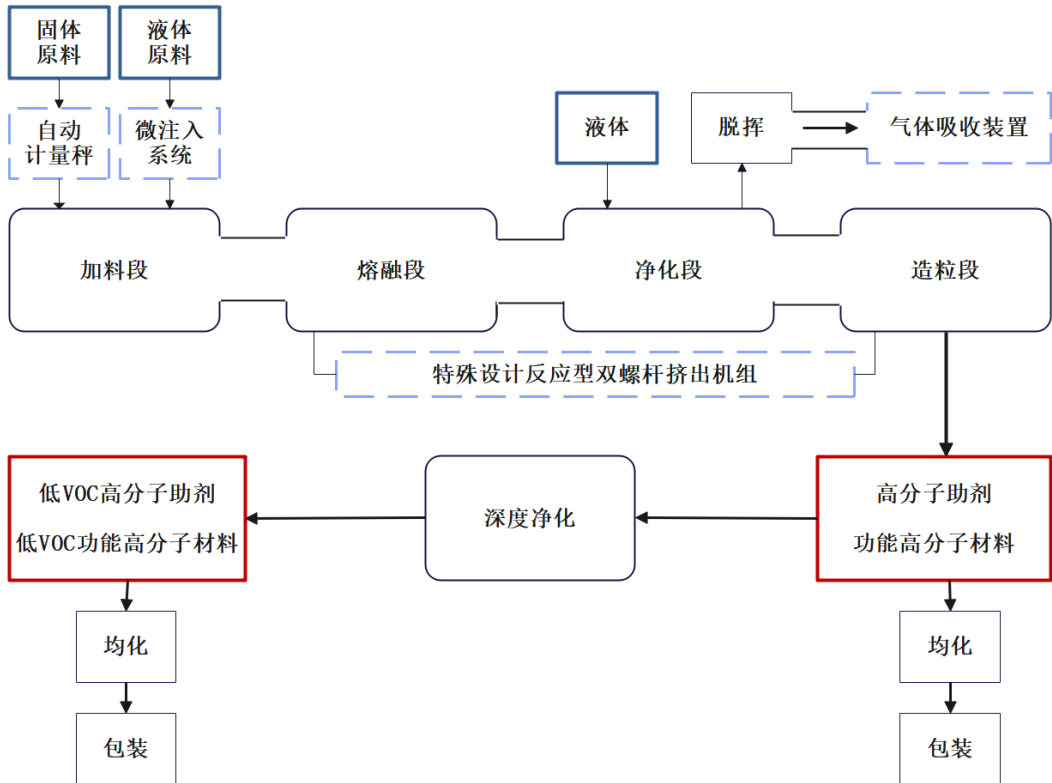 固体
原料
液体
原料
自动
计量秤
微注入
系统
液体
脱挥
气体吸收装置
加料段
熔融段
净化段
造粒段
特殊设计反应型双螺杆挤出机组
低VOC高分子助剂
低VOC功能高分子材料
深度净化
高分子助剂
功能高分子材料
均化
均化
包装
包装